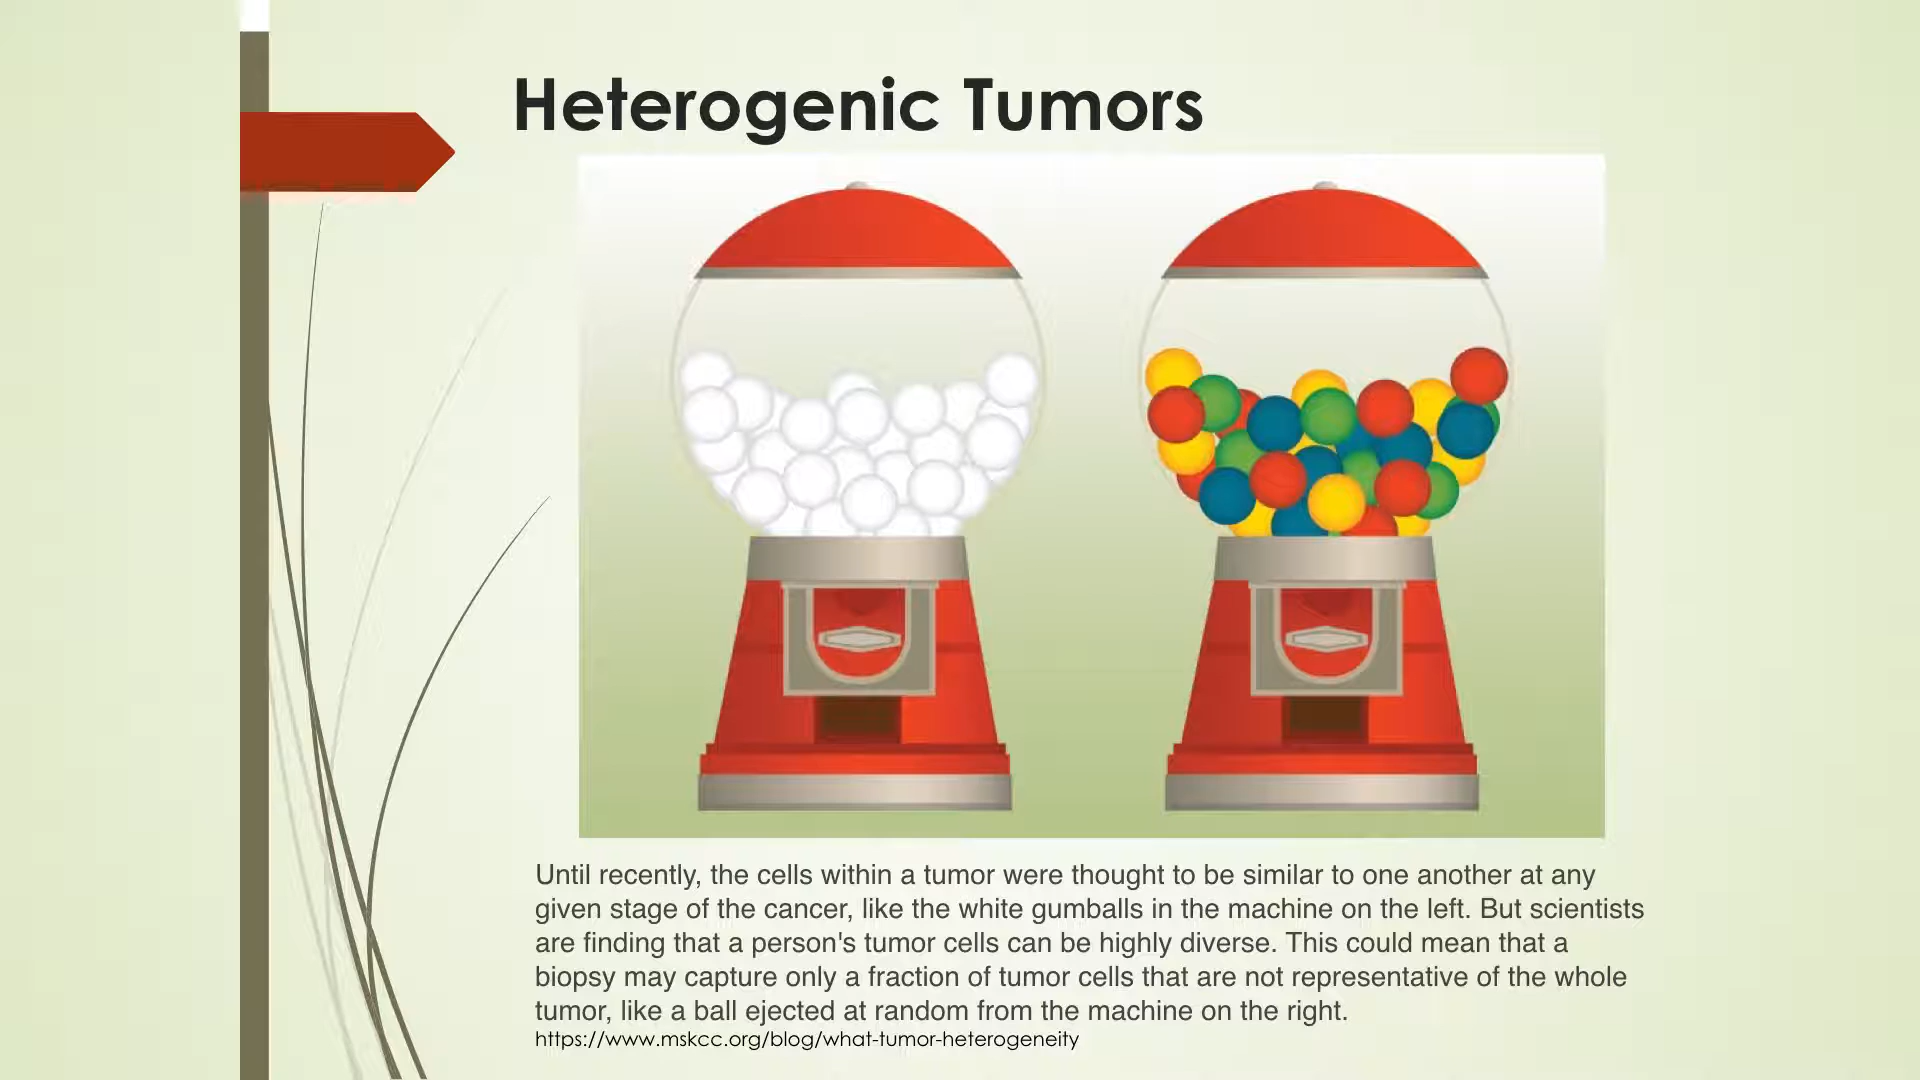 Heterogenic Tumors
Until recently, the cells within a tumor were thought to be similar to one another at any
given stage of the cancer, like the white gumballs in the machine on the left. But scientists
are finding that a person's tumor cells can be highly diverse. This could mean that a
biopsy may capture only a fraction of tumor cells that are not representative of the whole
tumor, like a ball ejected at random from the machine on the right.
https://www.mskcc.org/blog/what-tumor-heterogeneity